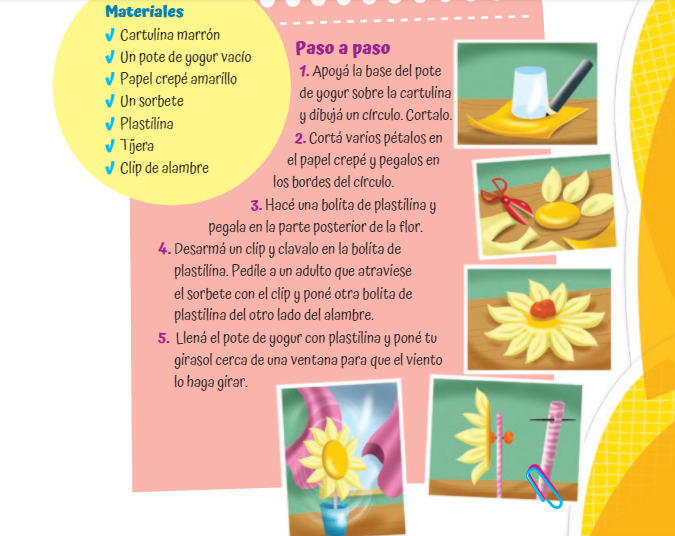 Materiales
Cartulina marrón
Un pote de yogur vacío
Papel crepé amarillo
Un sorbete
Plastilina
Tijera
Clip de alambre
Paso a paso
1. Apoyá la base del pote
de yogur sobre la cartulina
y dibujá un círculo. Cortalo.
2. Cortá varios pétalos en
el papel crepé y pegalos en
los bordes del círculo.
3. Hacé una bolita de plastilina y
pegala en la parte posterior de la flor.
4. Desarmá un clip y clavalo en la bolita de
plastilina. Pedile a un adulto que atraviese
el sorbete con el clip y poné otra bolita de
plastilina del otro lado del alambre.
5. Llená el pote de yogur con plastilina y poné tu
girasol cerca de una ventana para que el viento
lo haga girar.